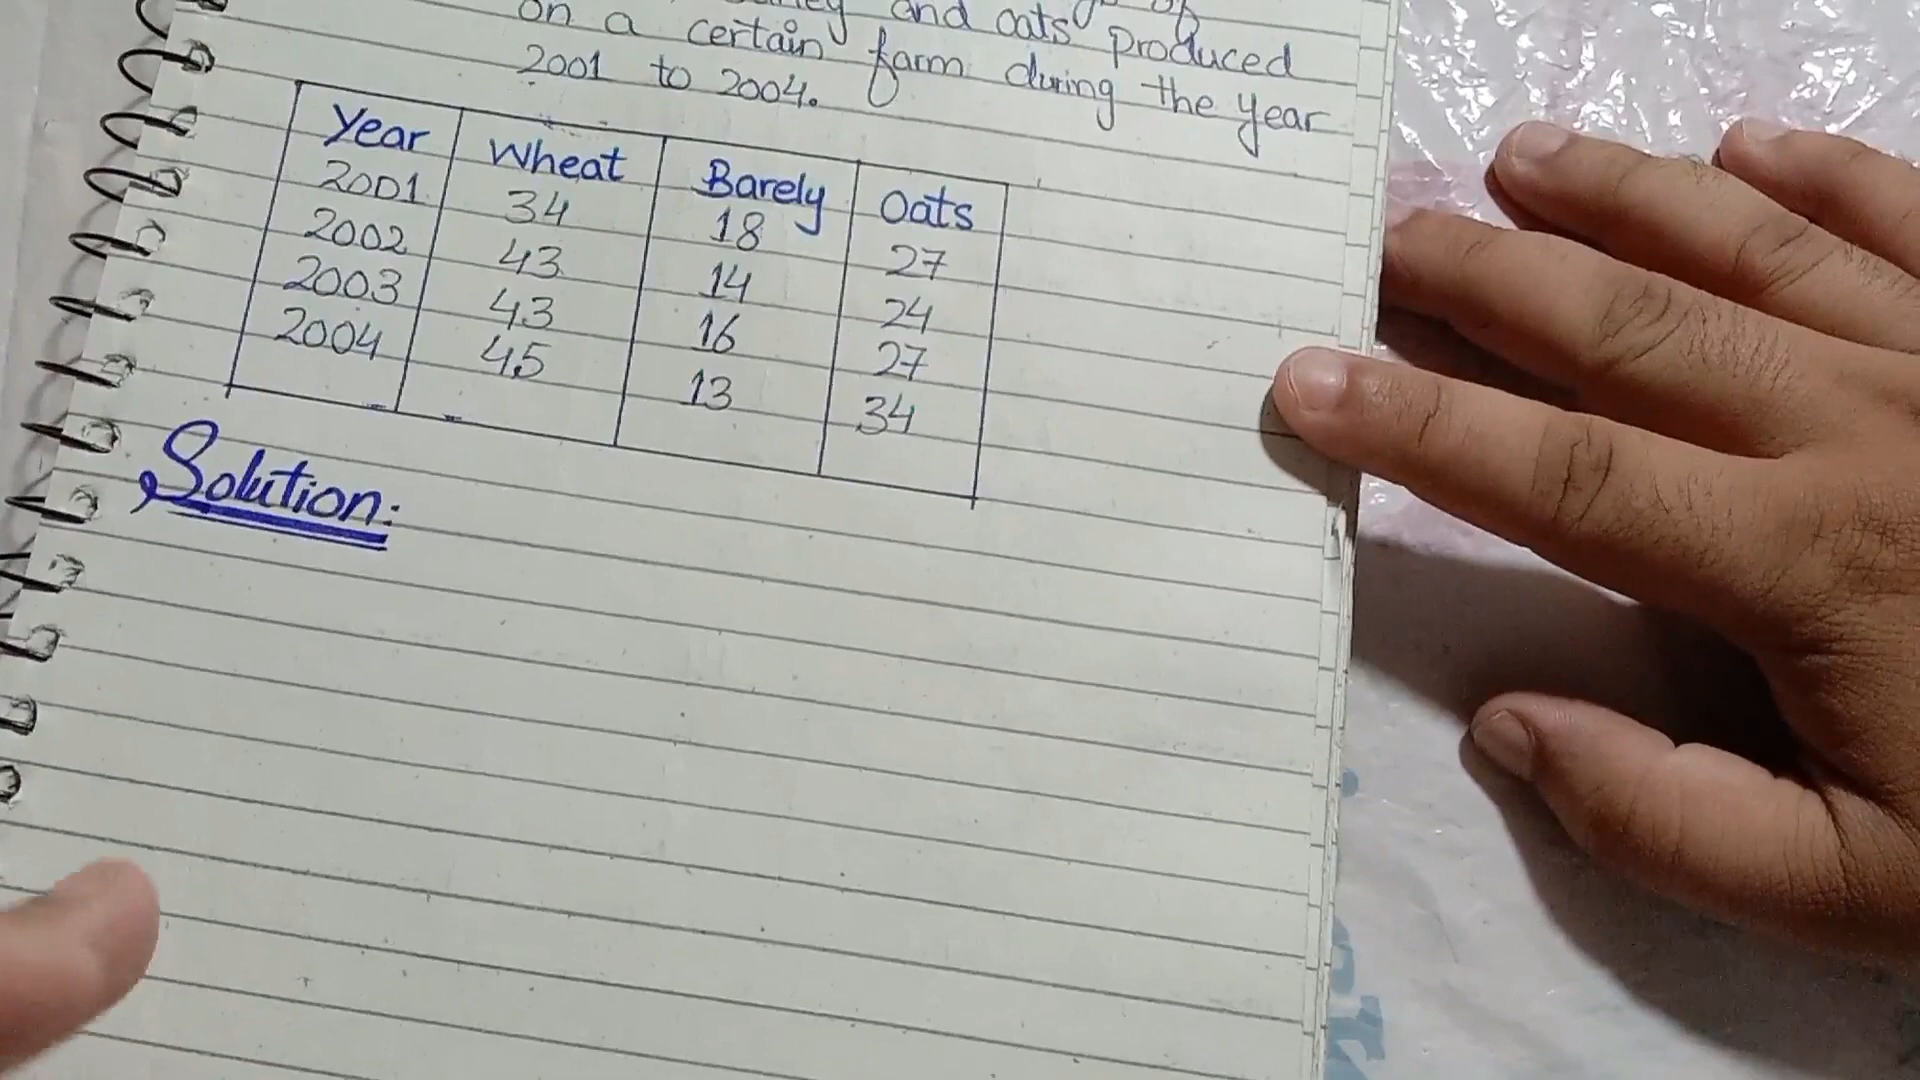 and oats
on a certain farm produced
2001 to 2004. during the year
Year Wheat Barely Oats
2001 34 18 27
2002 43 14 24
2003 43 16 27
2004 45 13 34
Solution: